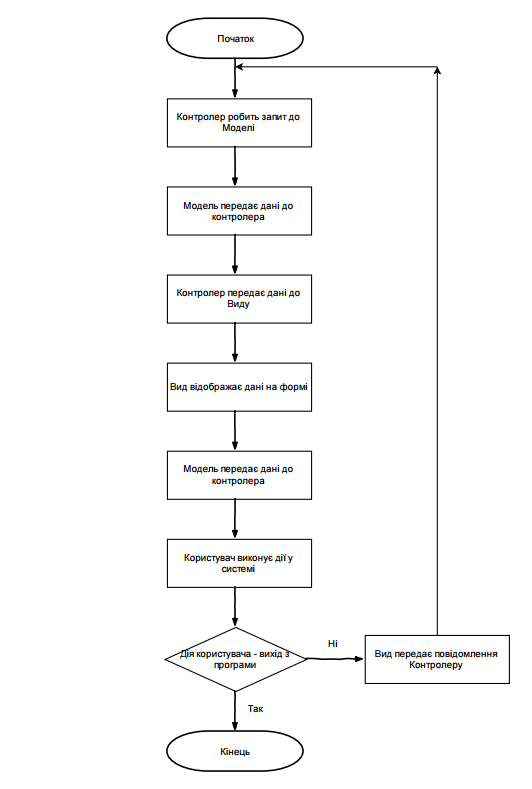 Початок
Контролер робить запит до
Моделі
Модель передає дані до
контролера
Контролер передає дані до
Виду
Вид відображає дані на формі
Модель передає дані до
контролера
Користувач виконує дії у
системі
Дія користувача - вихід з
програми
Ні
Вид передає повідомлення
Контролеру
Так
Кінець